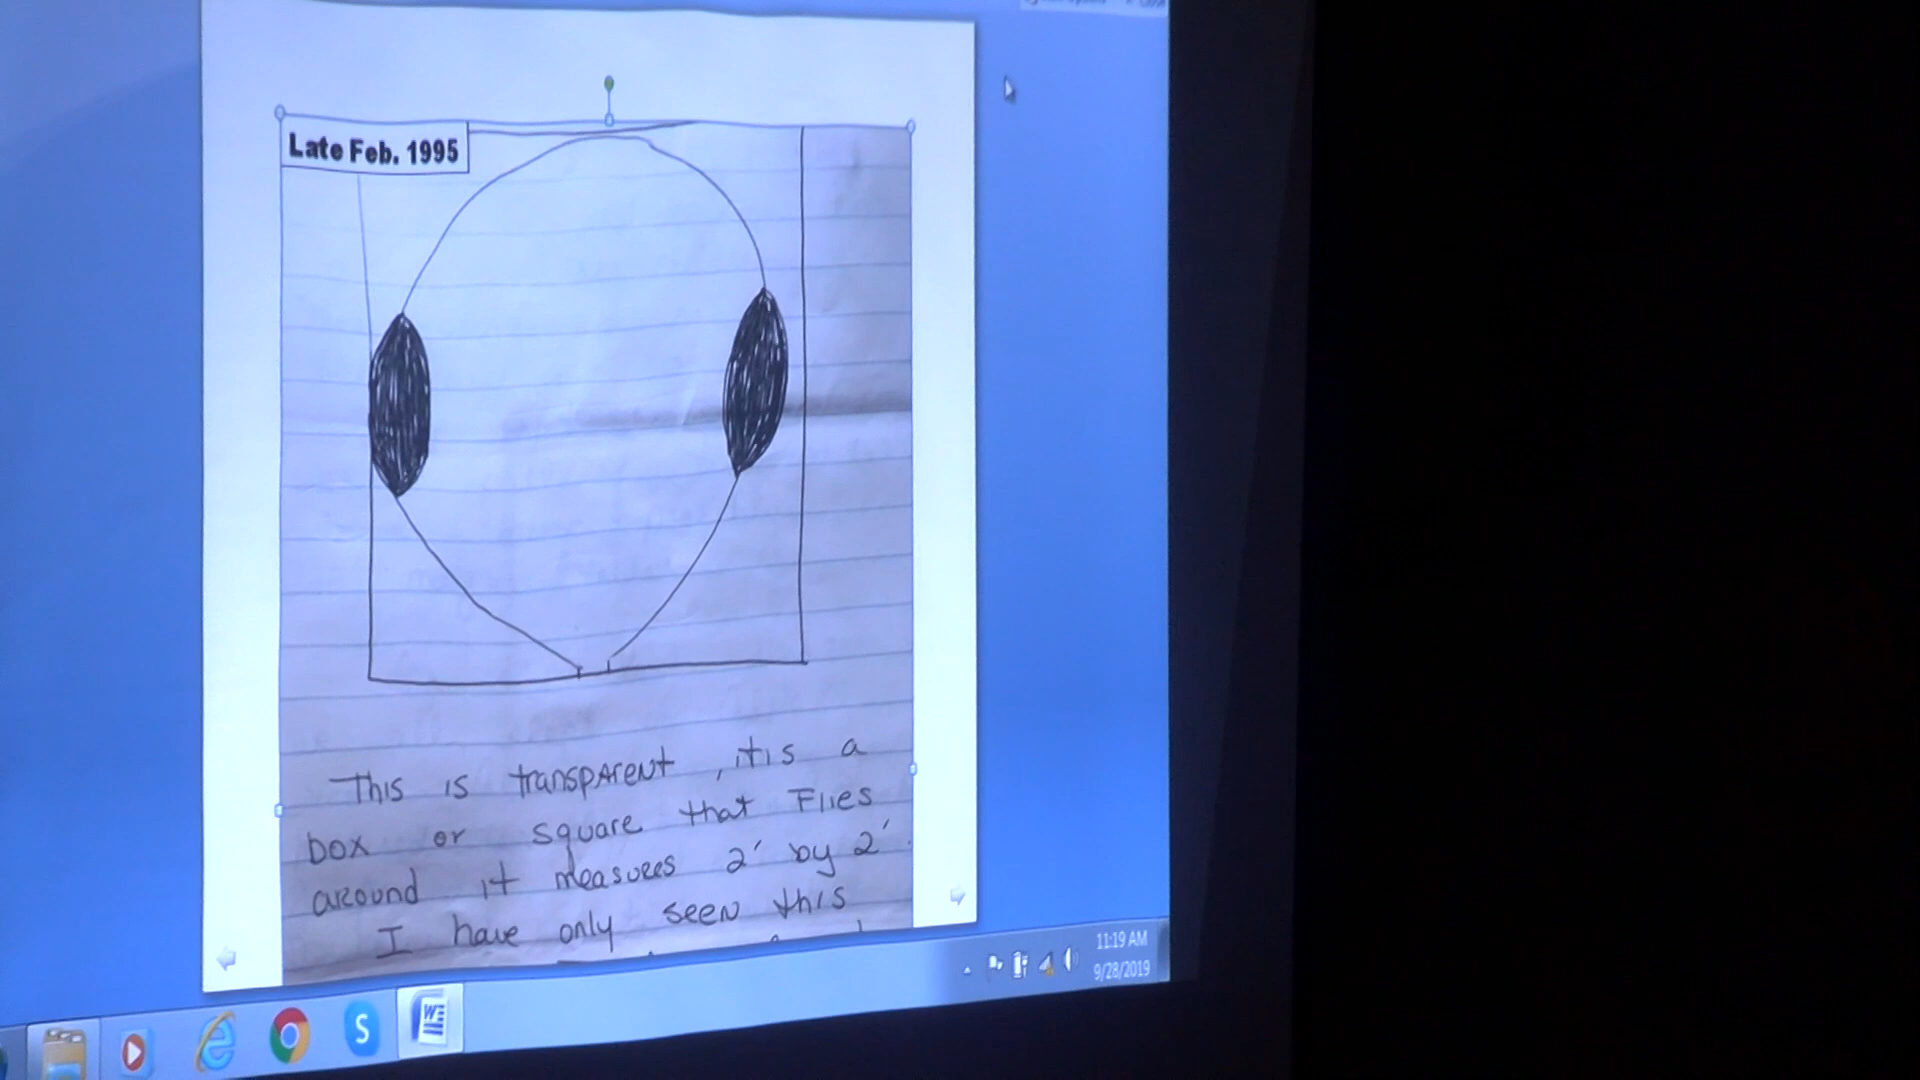 Late Feb. 1995
This is transparent, it is a
box or square that Flies
around it measures 2' by 2'.
I have only seen this
11:19 AM
9/28/2019